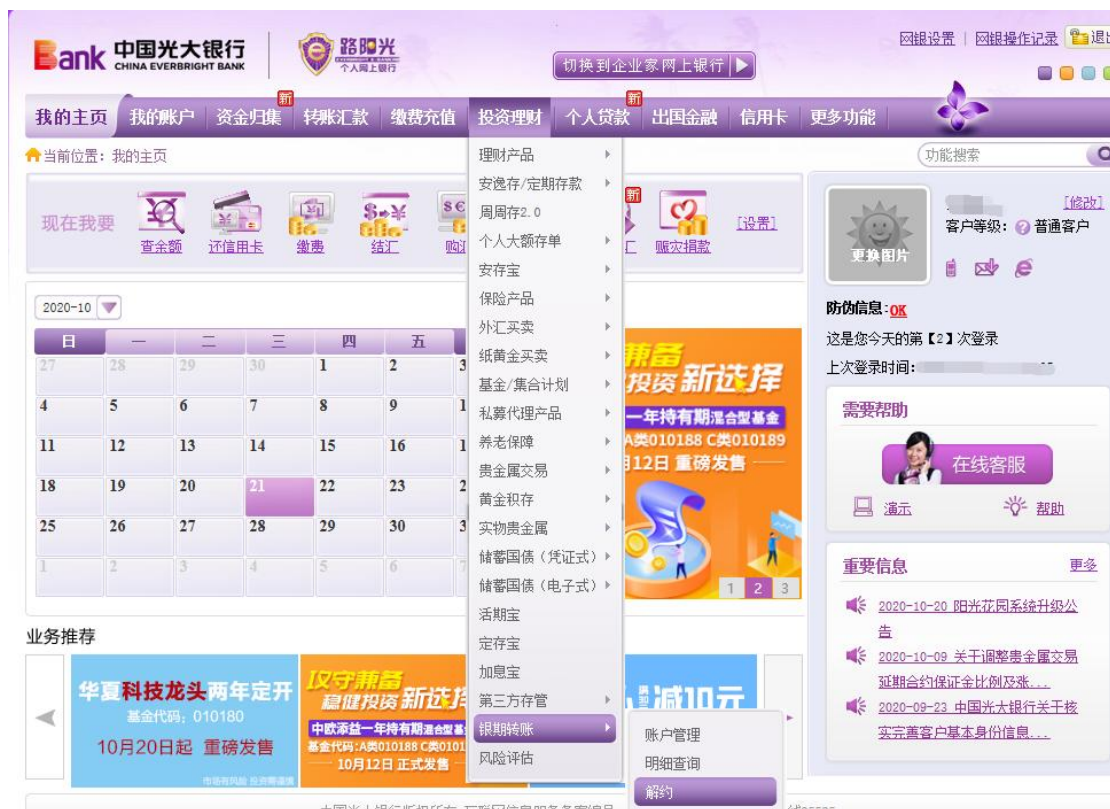 Bank 中国光大银行
CHINA EVERBRIGHT BANK
路阳光
个人网上银行
切换到企业家网上银行
网银设置 | 网银操作记录
我的主页 我的账户 资金归集 新 转账汇款 缴费充值 投资理财 个人贷款 新 出国金融 信用卡 更多功能
当前位置：我的主页
功能搜索
现在我要
查余额 还信用卡 缴费 结汇 赈灾捐款 [设置]
新
理财产品
安逸存/定期存款
周周存2.0
个人大额存单
安存宝
保险产品
外汇买卖
纸黄金买卖
基金/集合计划
私募代理产品
养老保障
贵金属交易
黄金积存
实物贵金属
储蓄国债（凭证式）
储蓄国债（电子式）
活期宝
定存宝
加息宝
第三方存管
银期转账
风险评估
账户管理
明细查询
解约
2020-10
日 一 二 三 四 五
27 28 29 30 1 2 3
4 5 6 7 8 9
11 12 13 14 15 16
18 19 20 21 22 23
25 26 27 28 29 30
1 2 3 4 5 6
兼备
投资新选择
一年持有期混合型基金
A类010188 C类010189
12日 重磅发售
1 2 3
更换图片
[修改]
客户等级： 普通客户
防伪信息:OK
这是您今天的第【2】次登录
上次登录时间：
需要帮助
在线客服
演示 帮助
重要信息 更多
2020-10-20 阳光花园系统升级公
告
2020-10-09 关于调整贵金属交易
延期合约保证金比例及涨...
2020-09-23 中国光大银行关于核
实完善客户基本身份信息...
业务推荐
华夏科技龙头两年定开
基金代码：010180
10月20日起 重磅发售
攻守兼备
稳健投资 新选择
中欧添益一年持有期混合型基
基金代码:A类010188 C类0101
10月12日 正式发售
减10元